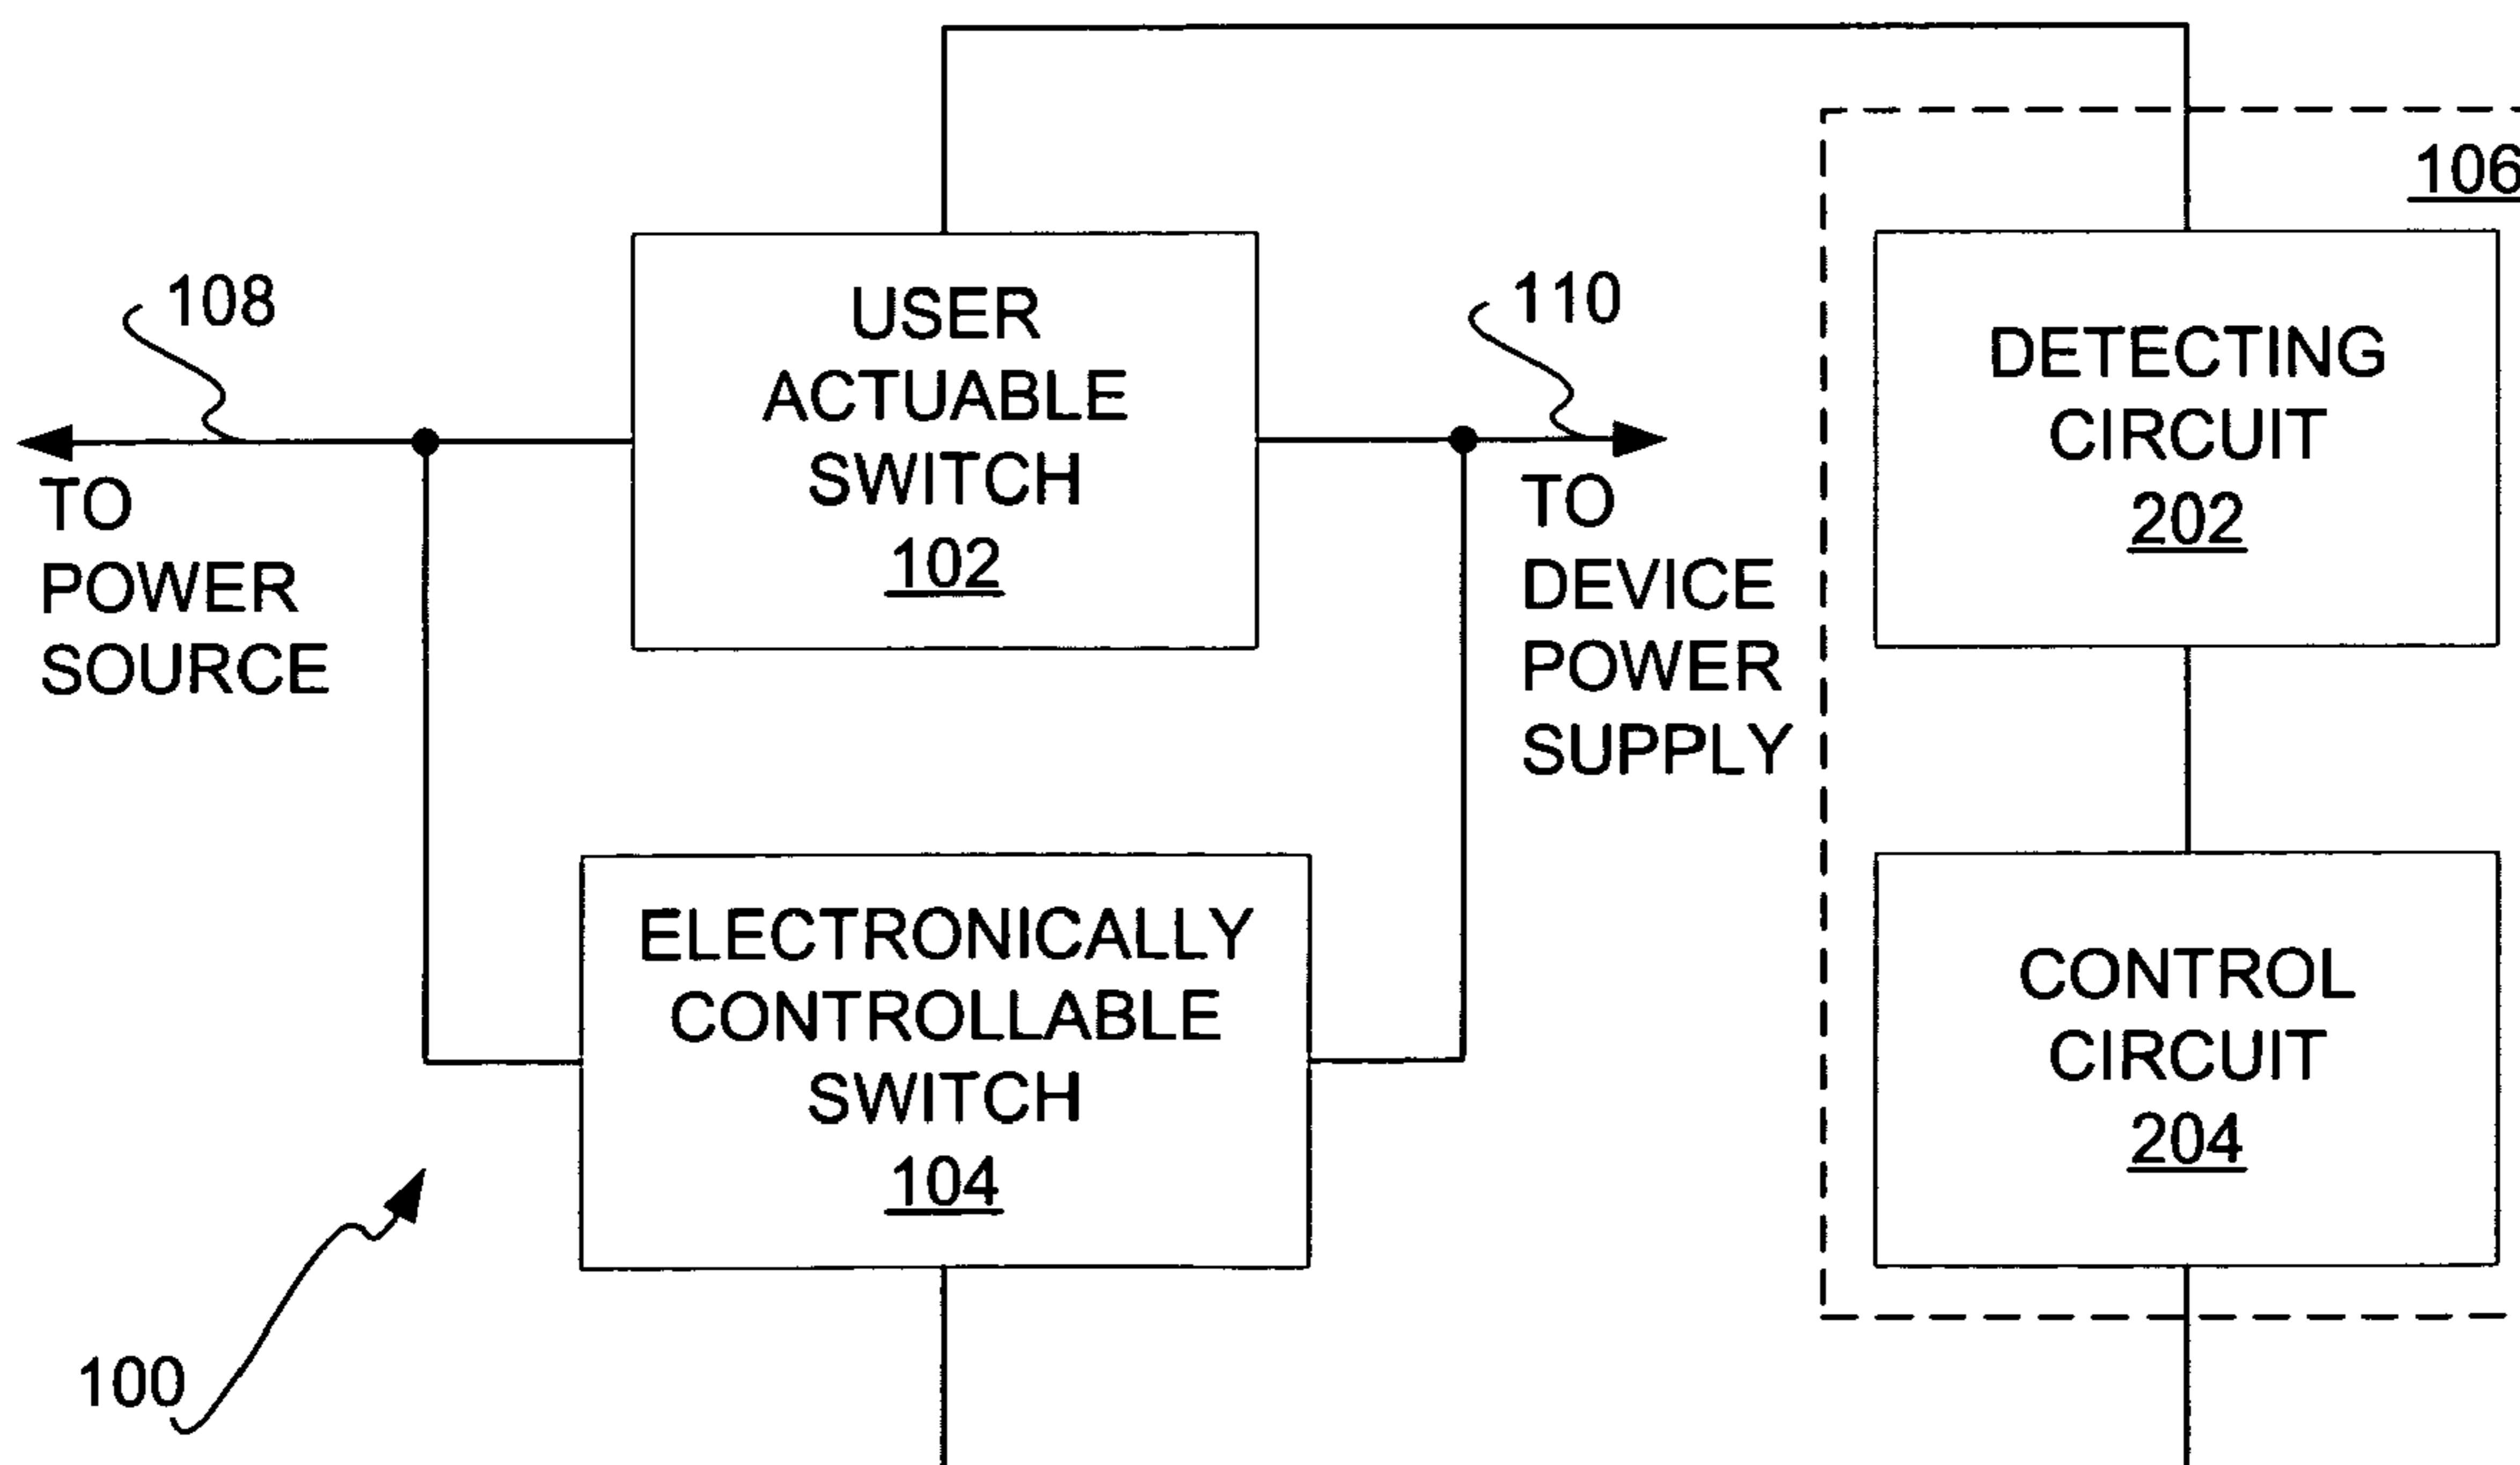 106
108
USER
ACTUABLE
SWITCH
102
110
DETECTING
CIRCUIT
202
TO
POWER
SOURCE
TO
DEVICE
POWER
SUPPLY
ELECTRONICALLY
CONTROLLABLE
SWITCH
104
CONTROL
CIRCUIT
204
100